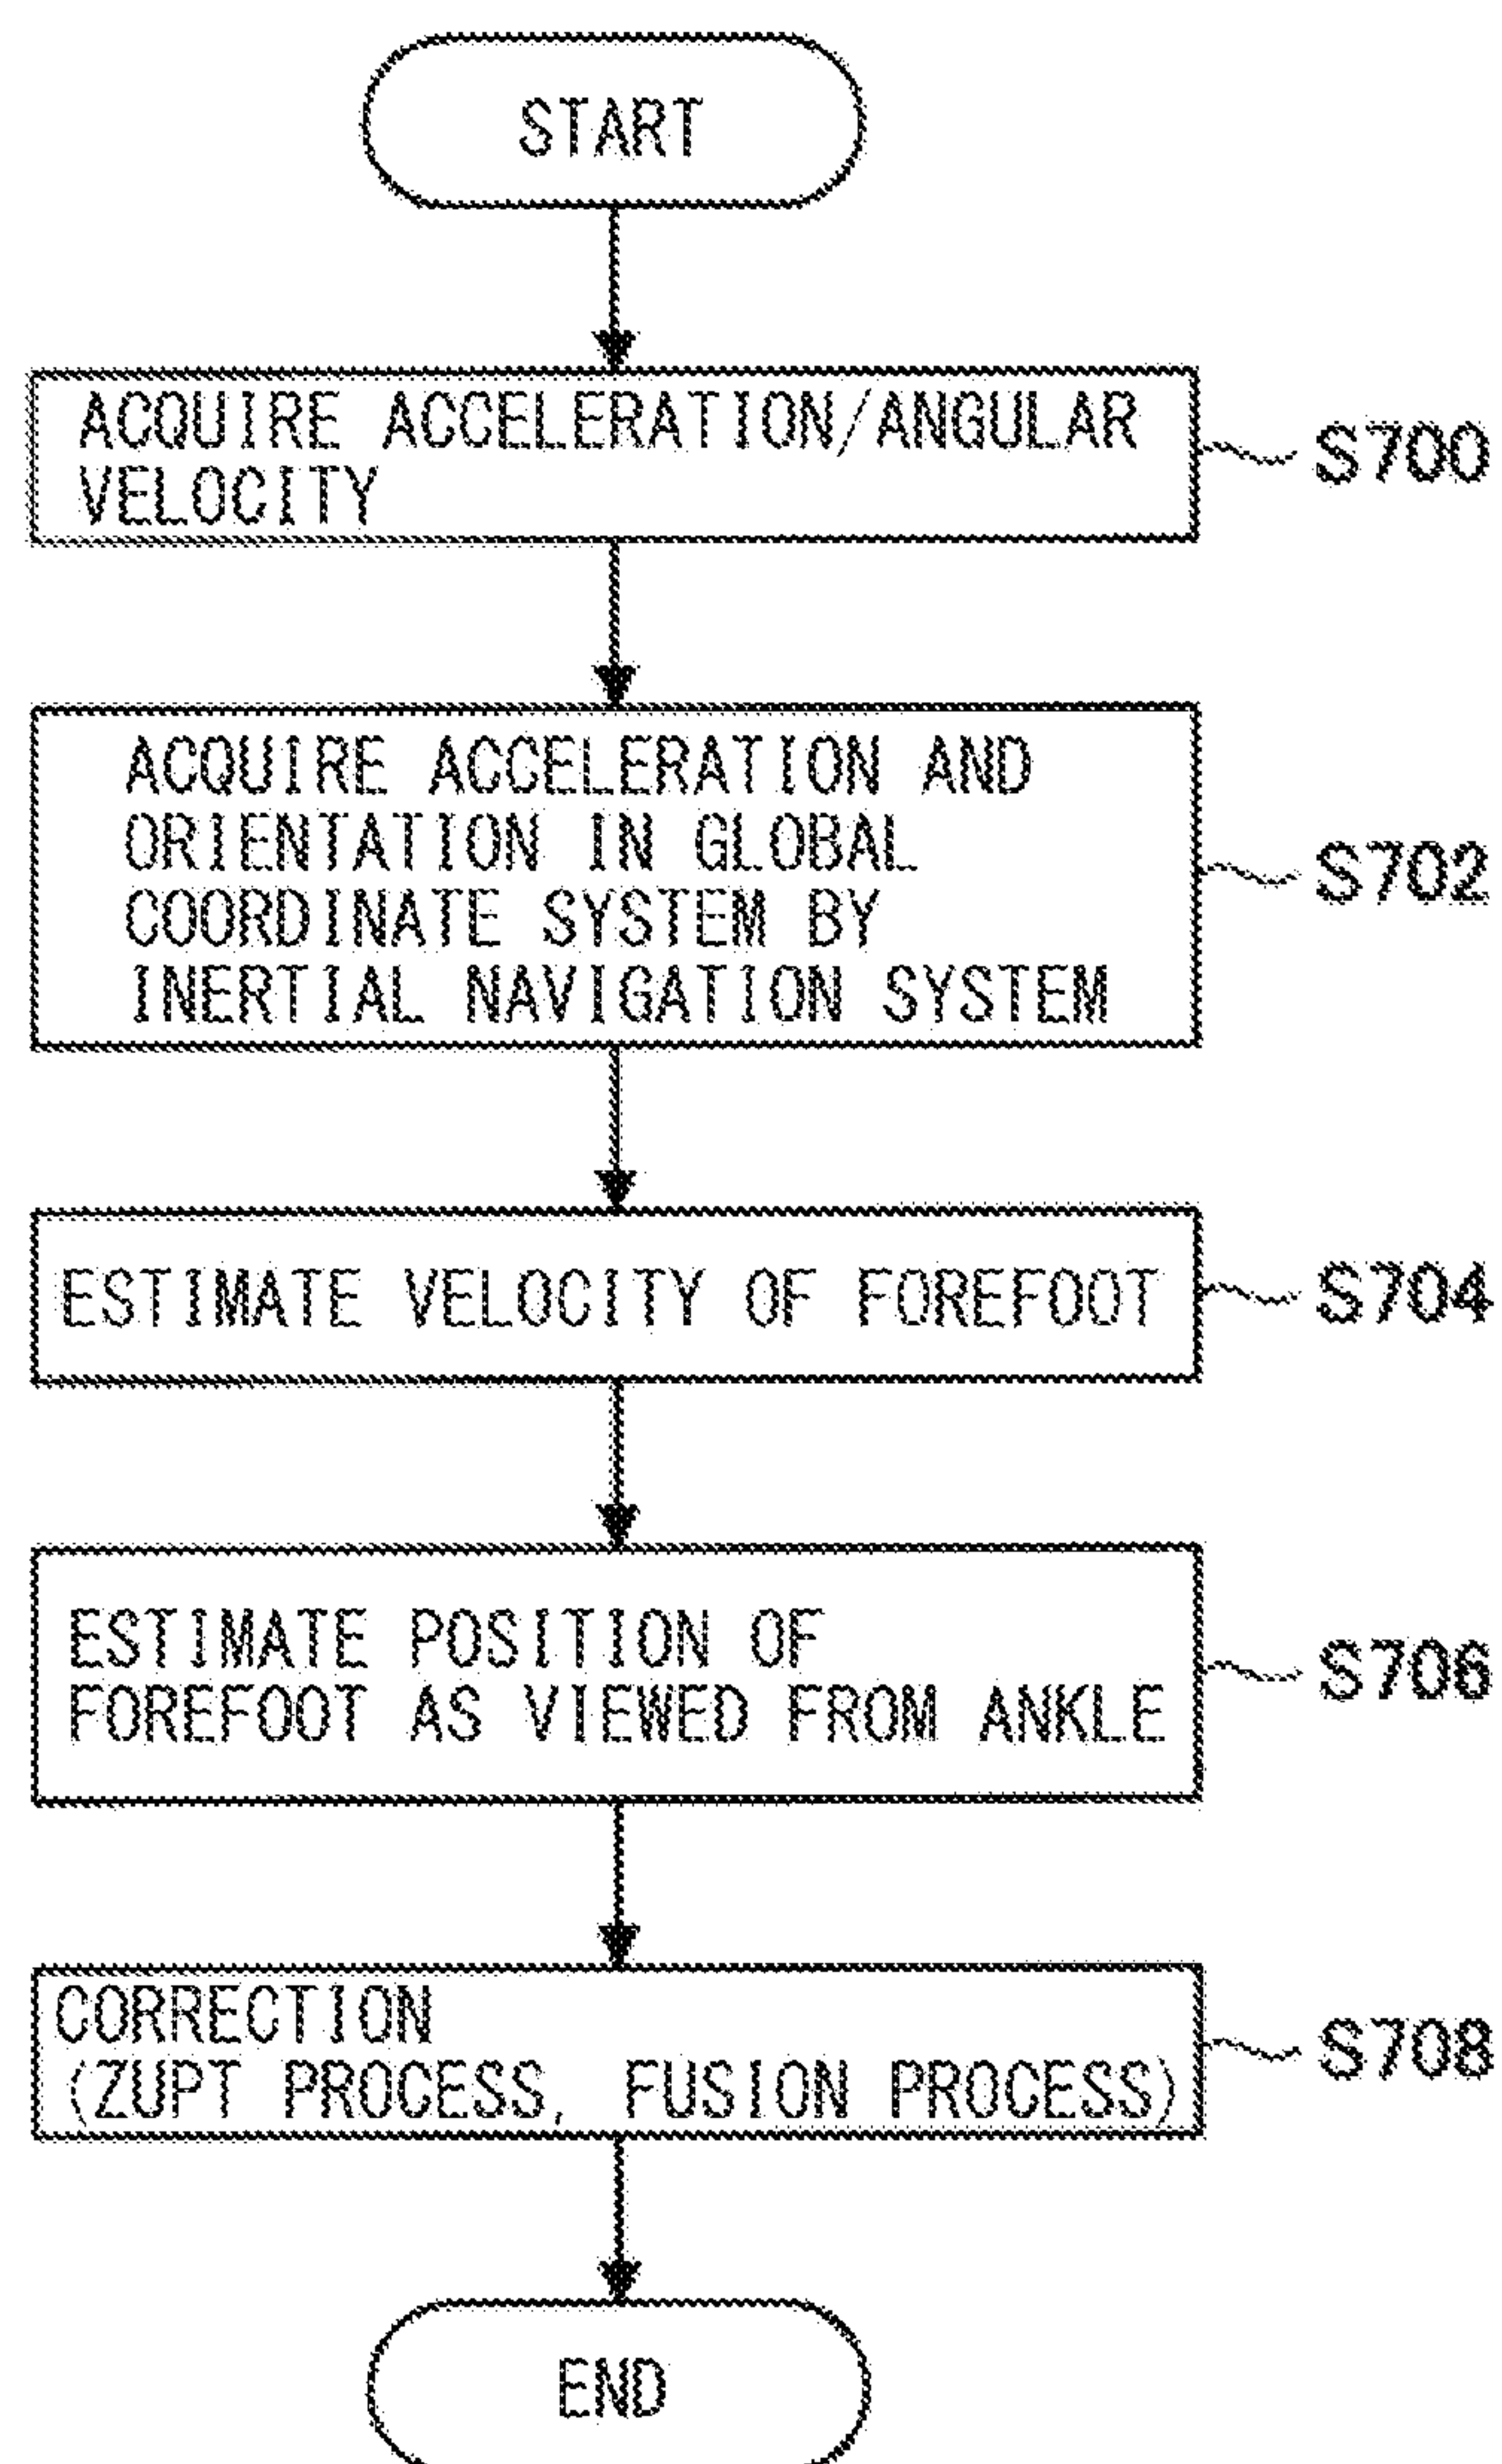 START
ACQUIRE ACCELERATION/ANGULAR
VELOCITY
S700
ACQUIRE ACCELERATION AND
ORIENTATION IN GLOBAL
COORDINATE SYSTEM BY
INERTIAL NAVIGATION SYSTEM
S702
ESTIMATE VELOCITY OF FOREFOOT
S704
ESTIMATE POSITION OF
FOREFOOT AS VIEWED FROM ANKLE
S706
CORRECTION
(ZUPT PROCESS, FUSION PROCESS)
S708
END